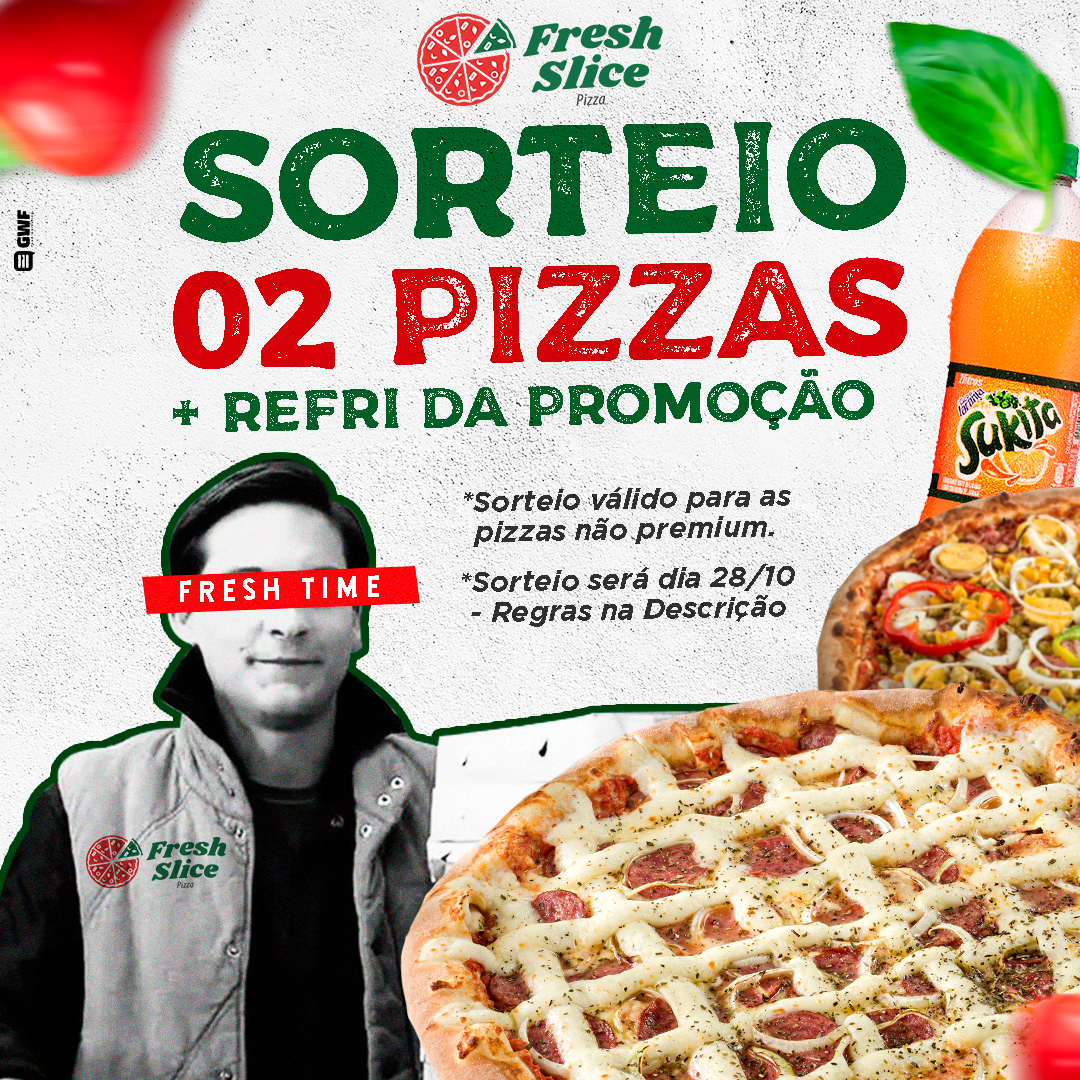 Fresh
Slice
Pizza
SORTEIO
02 PIZZAS
+ REFRI DA PROMOÇÃO
GWF
*Sorteio válido para as
pizzas não premium.
*Sorteio será dia 28/10
- Regras na Descrição
FRESH TIME
Sukita
Fresh
Slice
Pizza